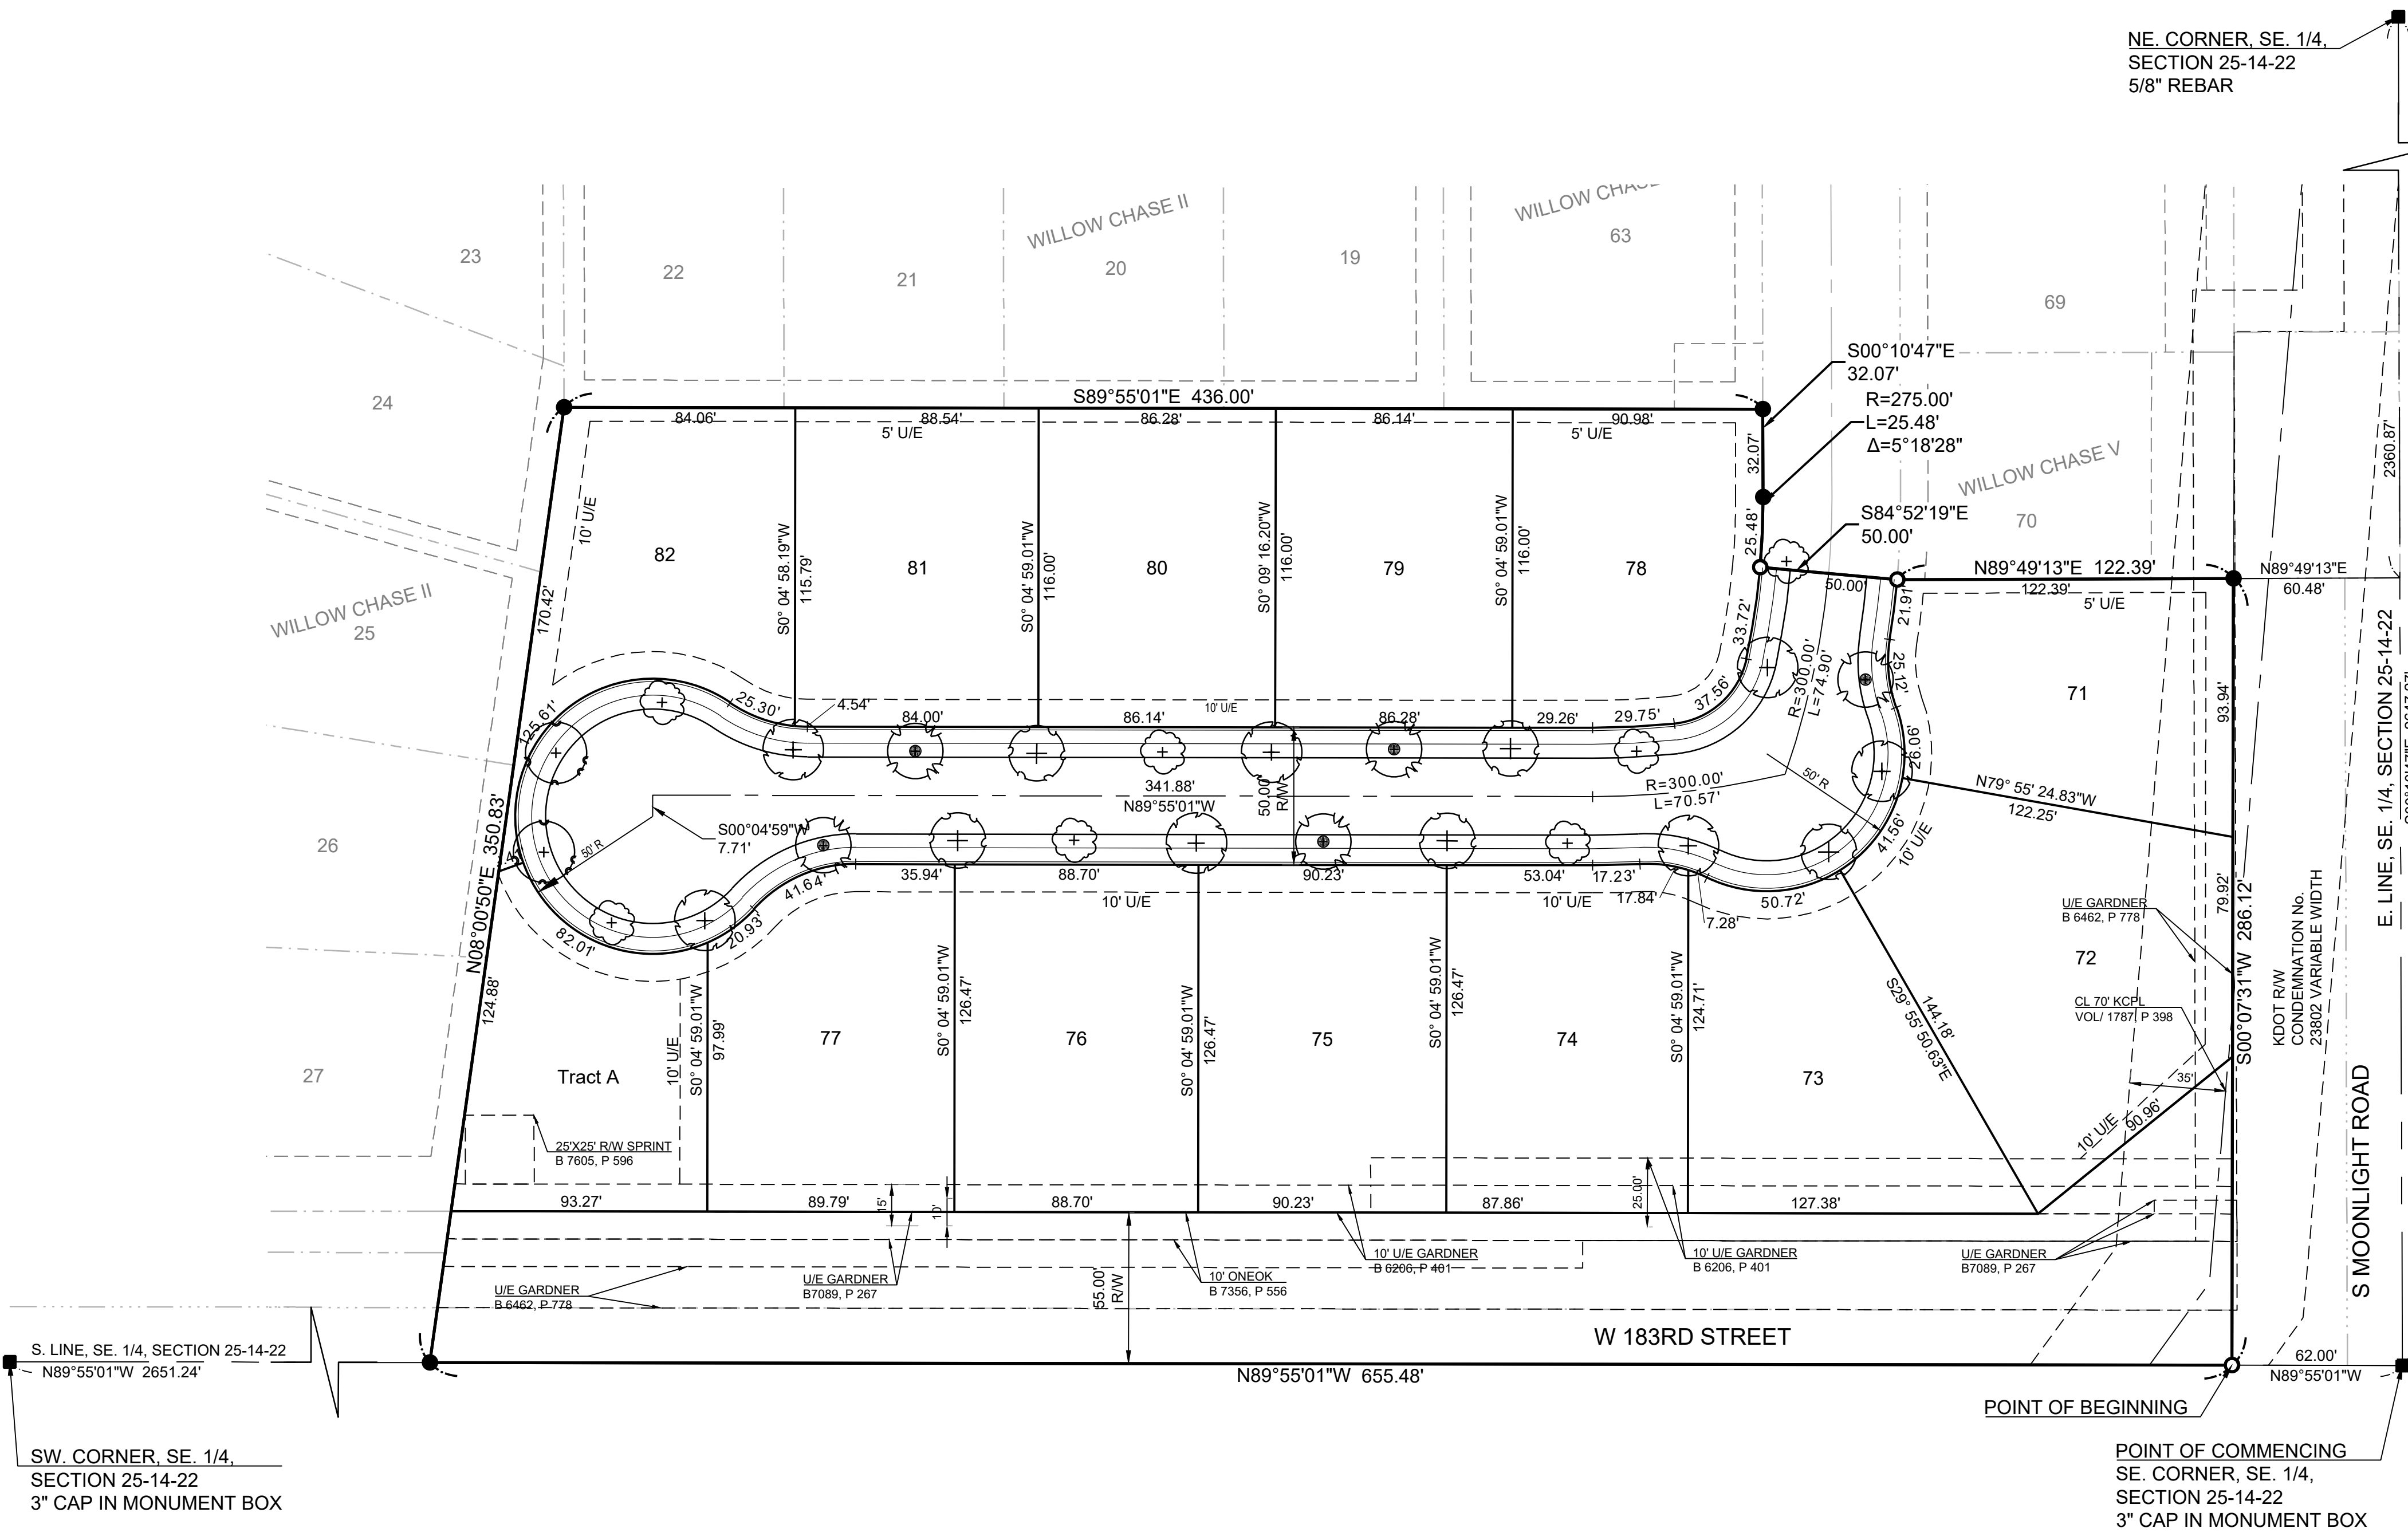 NE. CORNER, SE. 1/4,
SECTION 25-14-22
5/8" REBAR
WILLOW CHASE II
23
22
21
20
19
63
69
24
S00°10'47"E
32.07'
R=275.00'
L=25.48'
Δ=5°18'28"
2360.87'
S89°55'01"E 436.00'
84.06'
88.54'
86.28'
86.14'
90.98'
5' U/E
5' U/E
32.07'
WILLOW CHASE V
70
10' U/E
S84°52'19"E
50.00'
25.48'
82
S0° 04' 58.19"W
115.79'
81
S0° 04' 59.01"W
116.00'
80
S0° 09' 16.20"W
116.00'
79
S0° 04' 59.01"W
116.00'
78
50.00'
N89°49'13"E 122.39'
122.39'
5' U/E
N89°49'13"E
60.48'
WILLOW CHASE II
25
170.42'
33.72'
21.91'
25.12'
R=300.00'
L=74.90'
71
93.94'
E. LINE, SE. 1/4, SECTION 25-14-22
125.61'
25.30'
4.54'
84.00'
86.14'
10' U/E
86.28'
29.26'
29.75'
37.56'
26.06'
341.88'
N89°55'01"W
50.00'
R/W
R=300.00'
L=70.57'
50' R
N79° 55' 24.83"W
122.25'
26
N08°00'50"E 350.83'
50' R
S00°04'59"W
7.71'
41.56'
10' U/E
41.64'
35.94'
88.70'
90.23'
53.04'
17.23'
17.84'
7.28'
50.72'
10' U/E
10' U/E
79.92'
82.01'
20.93'
U/E GARDNER
B 6462, P 778
S00°07'31"W 286.12'
KDOT R/W
CONDEMNATION No.
23802 VARIABLE WIDTH
72
124.88'
10' U/E
S0° 04' 59.01"W
97.99'
77
S0° 04' 59.01"W
126.47'
76
S0° 04' 59.01"W
126.47'
75
S0° 04' 59.01"W
126.47'
74
S0° 04' 59.01"W
124.71'
73
S29° 55' 50.63"E
144.18'
CL 70' KCPL
VOL/ 1787/ P 398
35'
10' U/E
90.96'
27
Tract A
25'X25' R/W SPRINT
B 7605, P 596
93.27'
89.79'
15'
10'
88.70'
90.23'
87.86'
25.00'
127.38'
S MOONLIGHT ROAD
U/E GARDNER
B 6462, P 778
U/E GARDNER
B7089, P 267
55.00'
R/W
10' ONEOK
B 7356, P 556
10' U/E GARDNER
B 6206, P 401
10' U/E GARDNER
B 6206, P 401
U/E GARDNER
B7089, P 267
W 183RD STREET
S. LINE, SE. 1/4, SECTION 25-14-22
N89°55'01"W 2651.24'
N89°55'01"W 655.48'
62.00'
N89°55'01"W
POINT OF BEGINNING
SW. CORNER, SE. 1/4,
SECTION 25-14-22
3" CAP IN MONUMENT BOX
POINT OF COMMENCING
SE. CORNER, SE. 1/4,
SECTION 25-14-22
3" CAP IN MONUMENT BOX